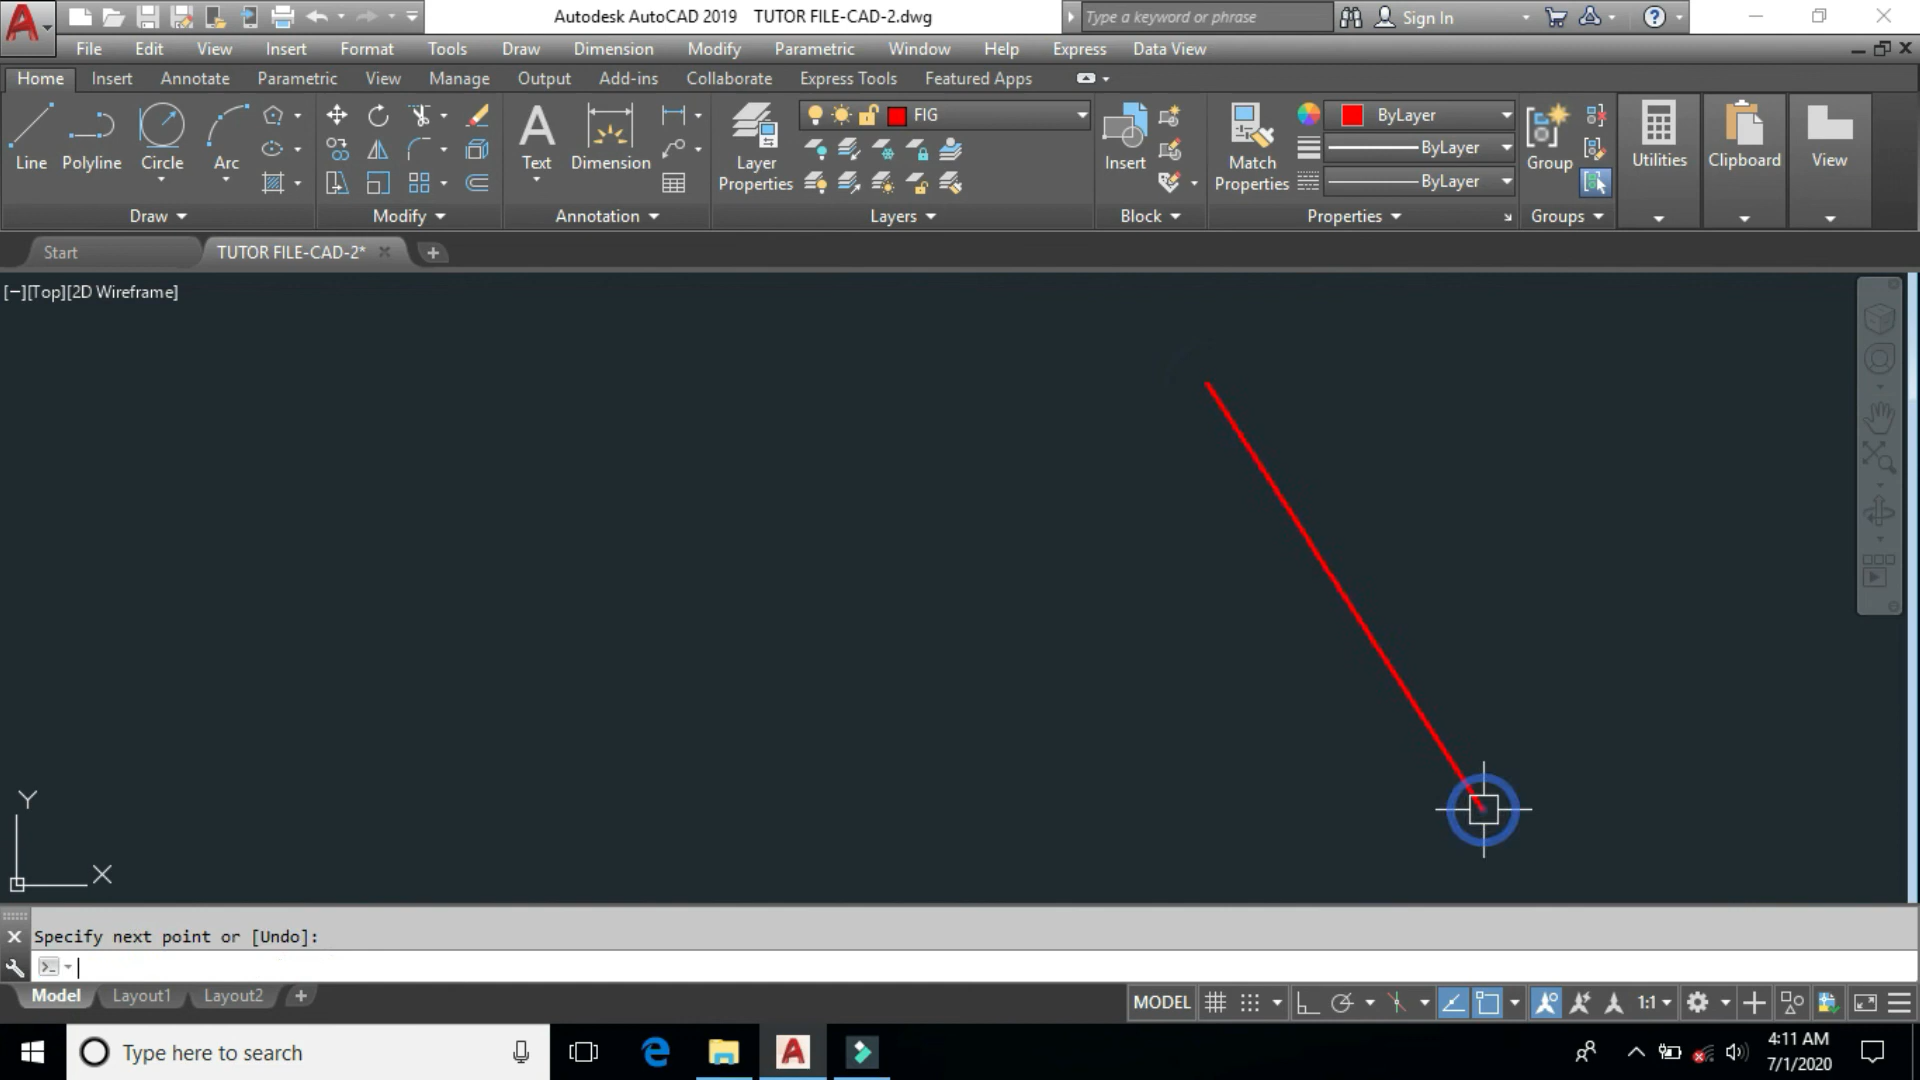 Autodesk AutoCAD 2019 TUTOR FILE-CAD-2.dwg
Type a keyword or phrase
Sign In
File Edit View Insert Format Tools Draw Dimension Modify Parametric Window Help Express Data View
Home Insert Annotate Parametric View Manage Output Add-ins Collaborate Express Tools Featured Apps
FIG
ByLayer
Line Polyline Circle Arc
Text Dimension
Layer Properties
Insert
Match Properties
ByLayer
ByLayer
Group
Utilities Clipboard View
Draw Modify Annotation Layers Block Properties Groups
Start TUTOR FILE-CAD-2*
[−][Top][2D Wireframe]
Y
X
Specify next point or [Undo]:
Model Layout1 Layout2 +
MODEL 1:1
Type here to search
4:11 AM
7/1/2020